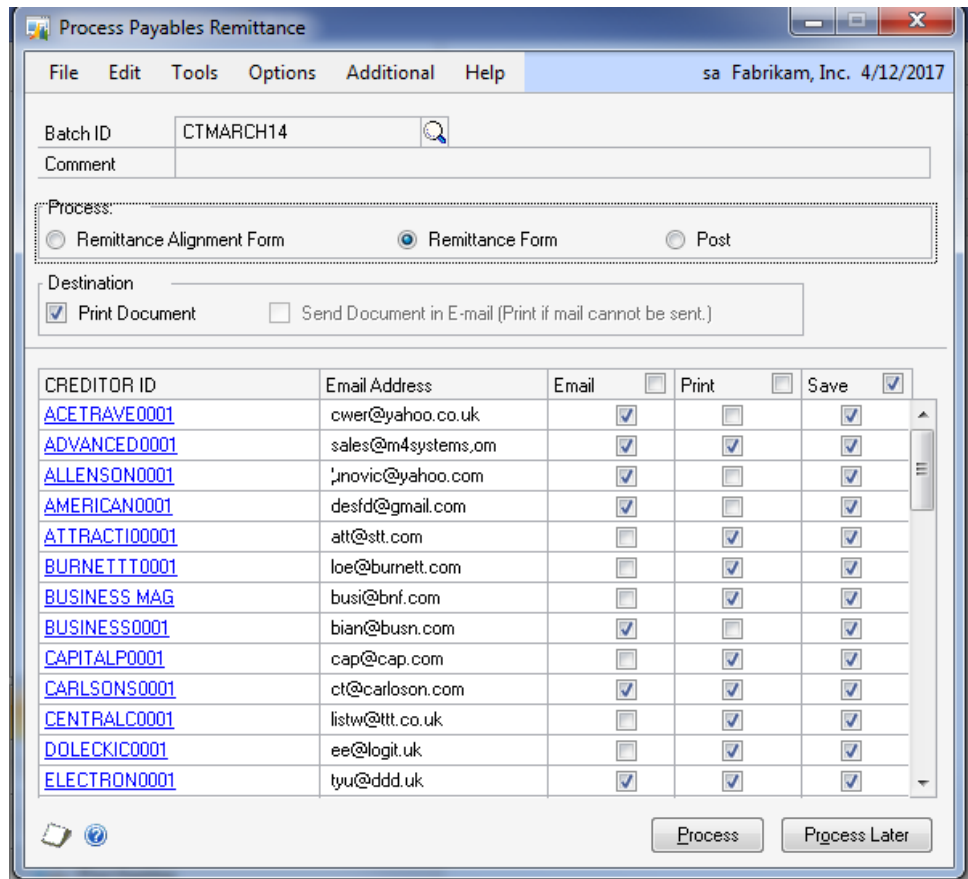 Process Payables Remittance
File Edit Tools Options Additional Help sa Fabrikam, Inc. 4/12/2017
Batch ID CTMARCH14
Comment
Process:
Remittance Alignment Form Remittance Form Post
Destination
Print Document Send Document in E-mail (Print if mail cannot be sent.)
CREDITOR ID Email Address Email Print Save
ACETRAVE0001 cwer@yahoo.co.uk
ADVANCED0001 sales@m4systems,om
ALLENSON0001
AMERICAN0001 desfd@gmail.com
ATTRACTI00001 att@stt.com
BURNETTT0001 loe@burnett.com
BUSINESS MAG busi@bnf.com
BUSINESS0001 bian@busn.com
CAPITALP0001 cap@cap.com
CARLSONS0001 ct@carloson.com
CENTRALC0001 listw@ttt.co.uk
DOLECKIC0001 ee@logit.uk
ELECTRON0001 tyu@ddd.uk
Process Process Later